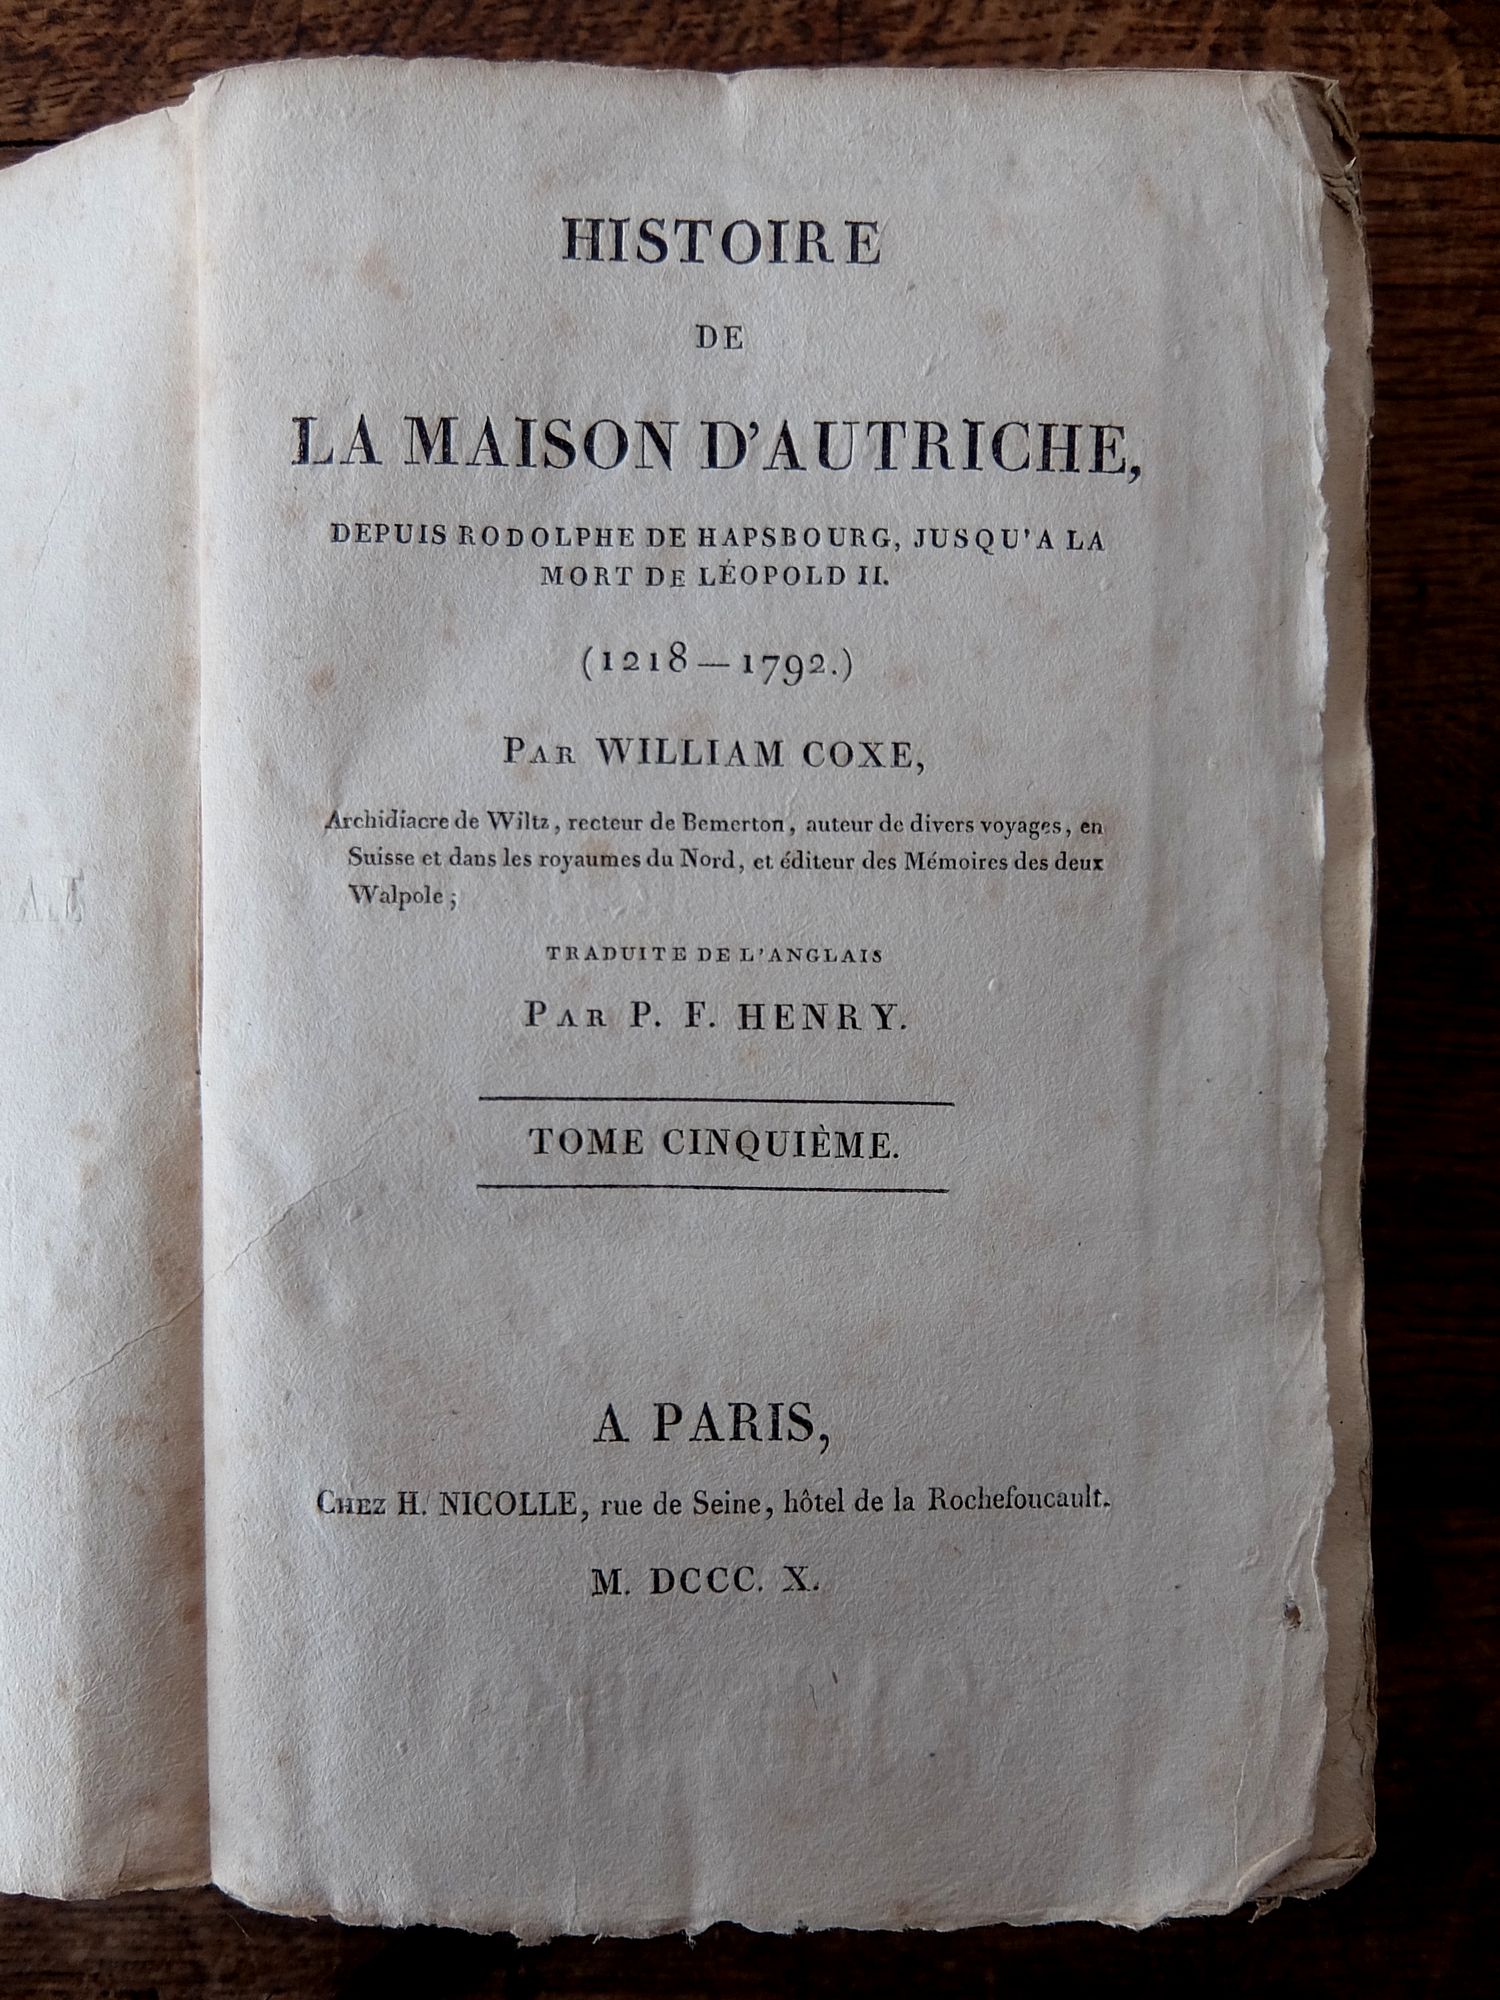 HISTOIRE
DE
LA MAISON D'AUTRICHE,
DEPUIS RODOLPHE DE HAPSBOURG, JUSQU'A LA
MORT DE LÉOPOLD II.
(1218—1792.)
PAR WILLIAM COXE,
Archidiacre de Wiltz, recteur de Bemerton, auteur de divers voyages, en
Suisse et dans les royaumes du Nord, et éditeur des Mémoires des deux
Walpole;
TRADUITE DE L'ANGLAIS
PAR P. F. HENRY.
TOME CINQUIÈME.
A PARIS,
CHEZ H. NICOLLE, rue de Seine, hôtel de la Rochefoucault.
M. DCCC. X.